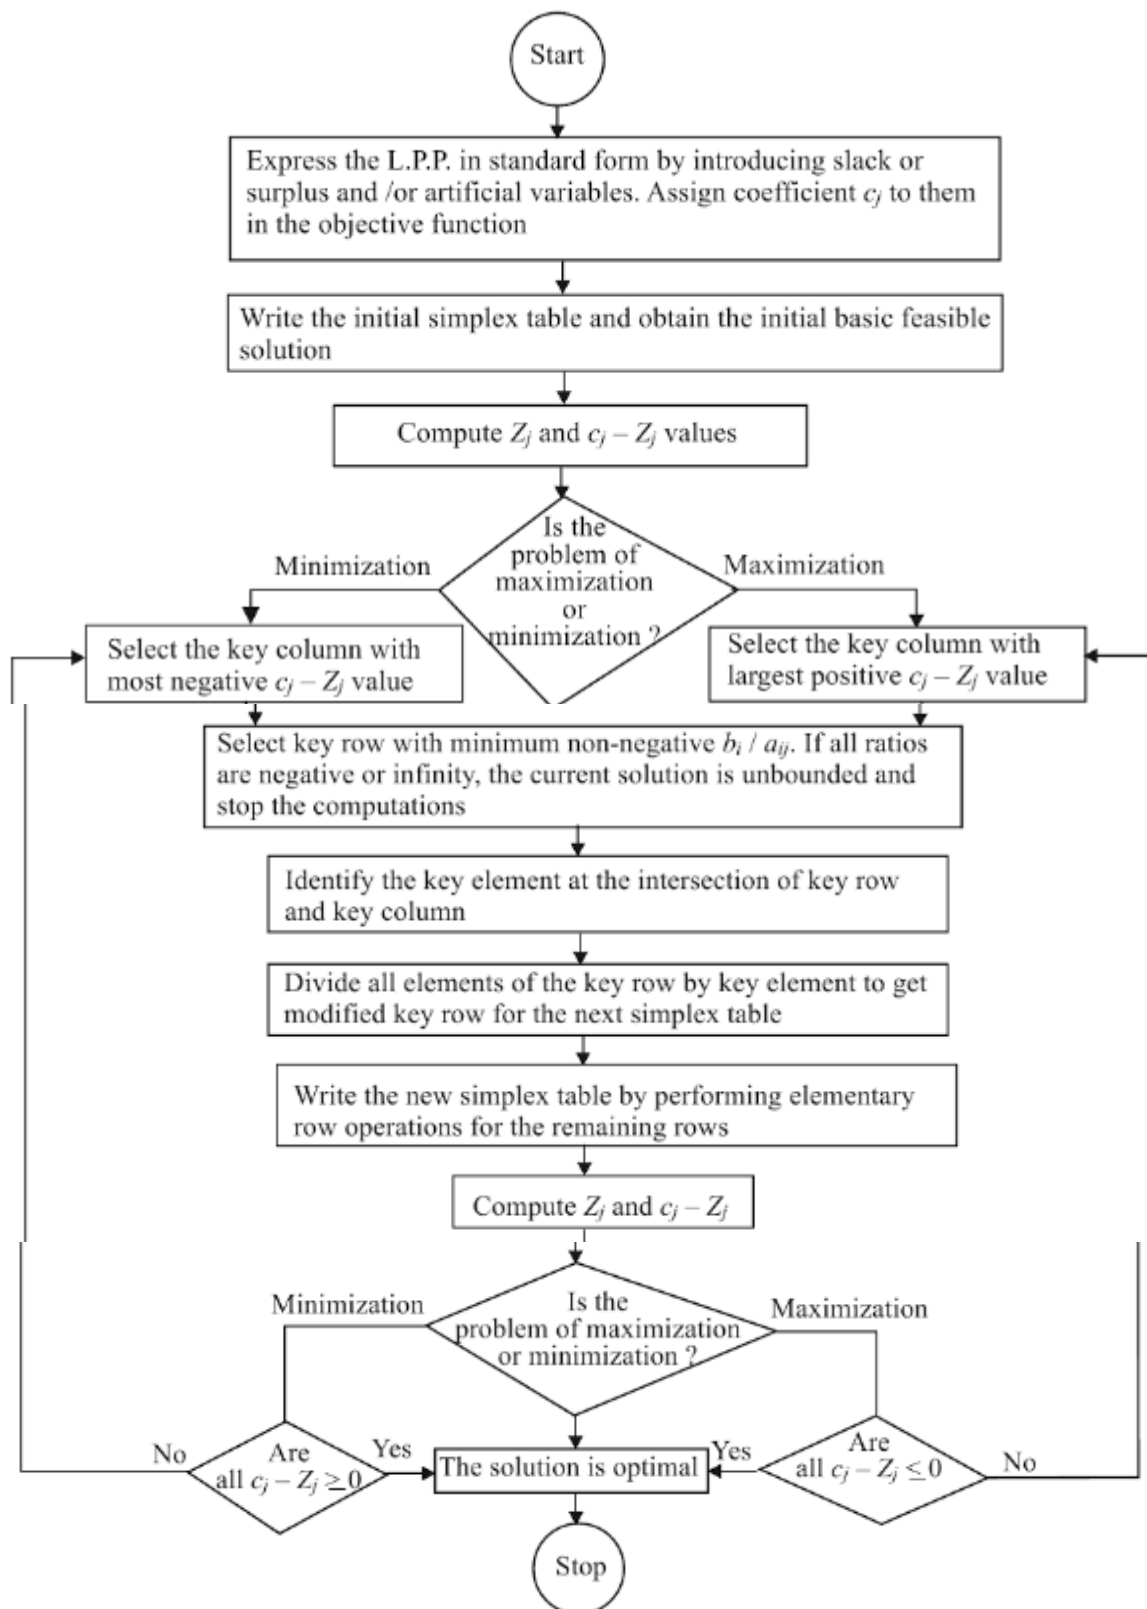 Start
Express the L.P.P. in standard form by introducing slack or
surplus and /or artificial variables. Assign coefficient cj to them
in the objective function
Write the initial simplex table and obtain the initial basic feasible
solution
Compute Zj and cj – Zj values
Is the
problem of
maximization
or
minimization ?
Minimization
Maximization
Select the key column with
most negative cj – Zj value
Select the key column with
largest positive cj – Zj value
Select key row with minimum non-negative bi / aij. If all ratios
are negative or infinity, the current solution is unbounded and
stop the computations
Identify the key element at the intersection of key row
and key column
Divide all elements of the key row by key element to get
modified key row for the next simplex table
Write the new simplex table by performing elementary
row operations for the remaining rows
Compute Zj and cj – Zj
Minimization
Is the
problem of maximization
or minimization ?
Maximization
No
Are
all cj – Zj ≥ 0
Yes
The solution is optimal
Yes
Are
all cj – Zj ≤ 0
No
Stop